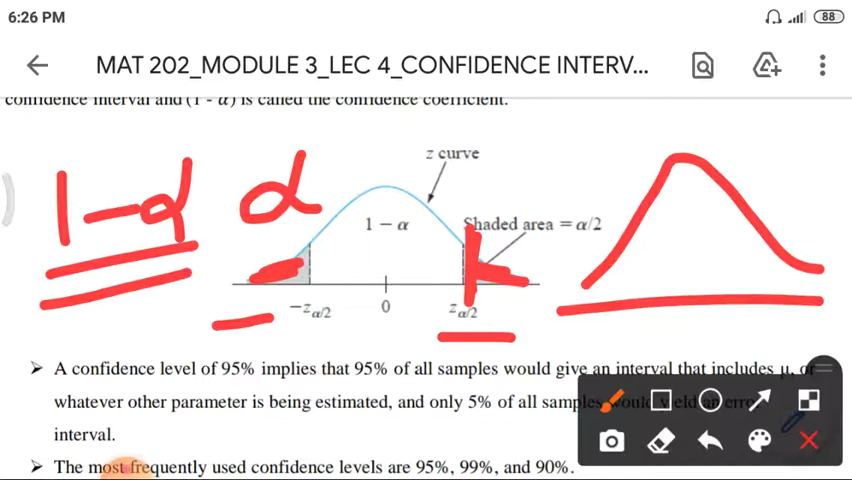 6:26 PM
88
MAT 202_MODULE 3_LEC 4_CONFIDENCE INTERV...
confidence interval and (1 - α) is called the confidence coefficient.
z curve
1-α α
1 − α
Shaded area = α/2
−zα/2 0 zα/2
➤ A confidence level of 95% implies that 95% of all samples would give an interval that includes μ, or
whatever other parameter is being estimated, and only 5% of all samples would yield an
interval.
➤ The most frequently used confidence levels are 95%, 99%, and 90%.